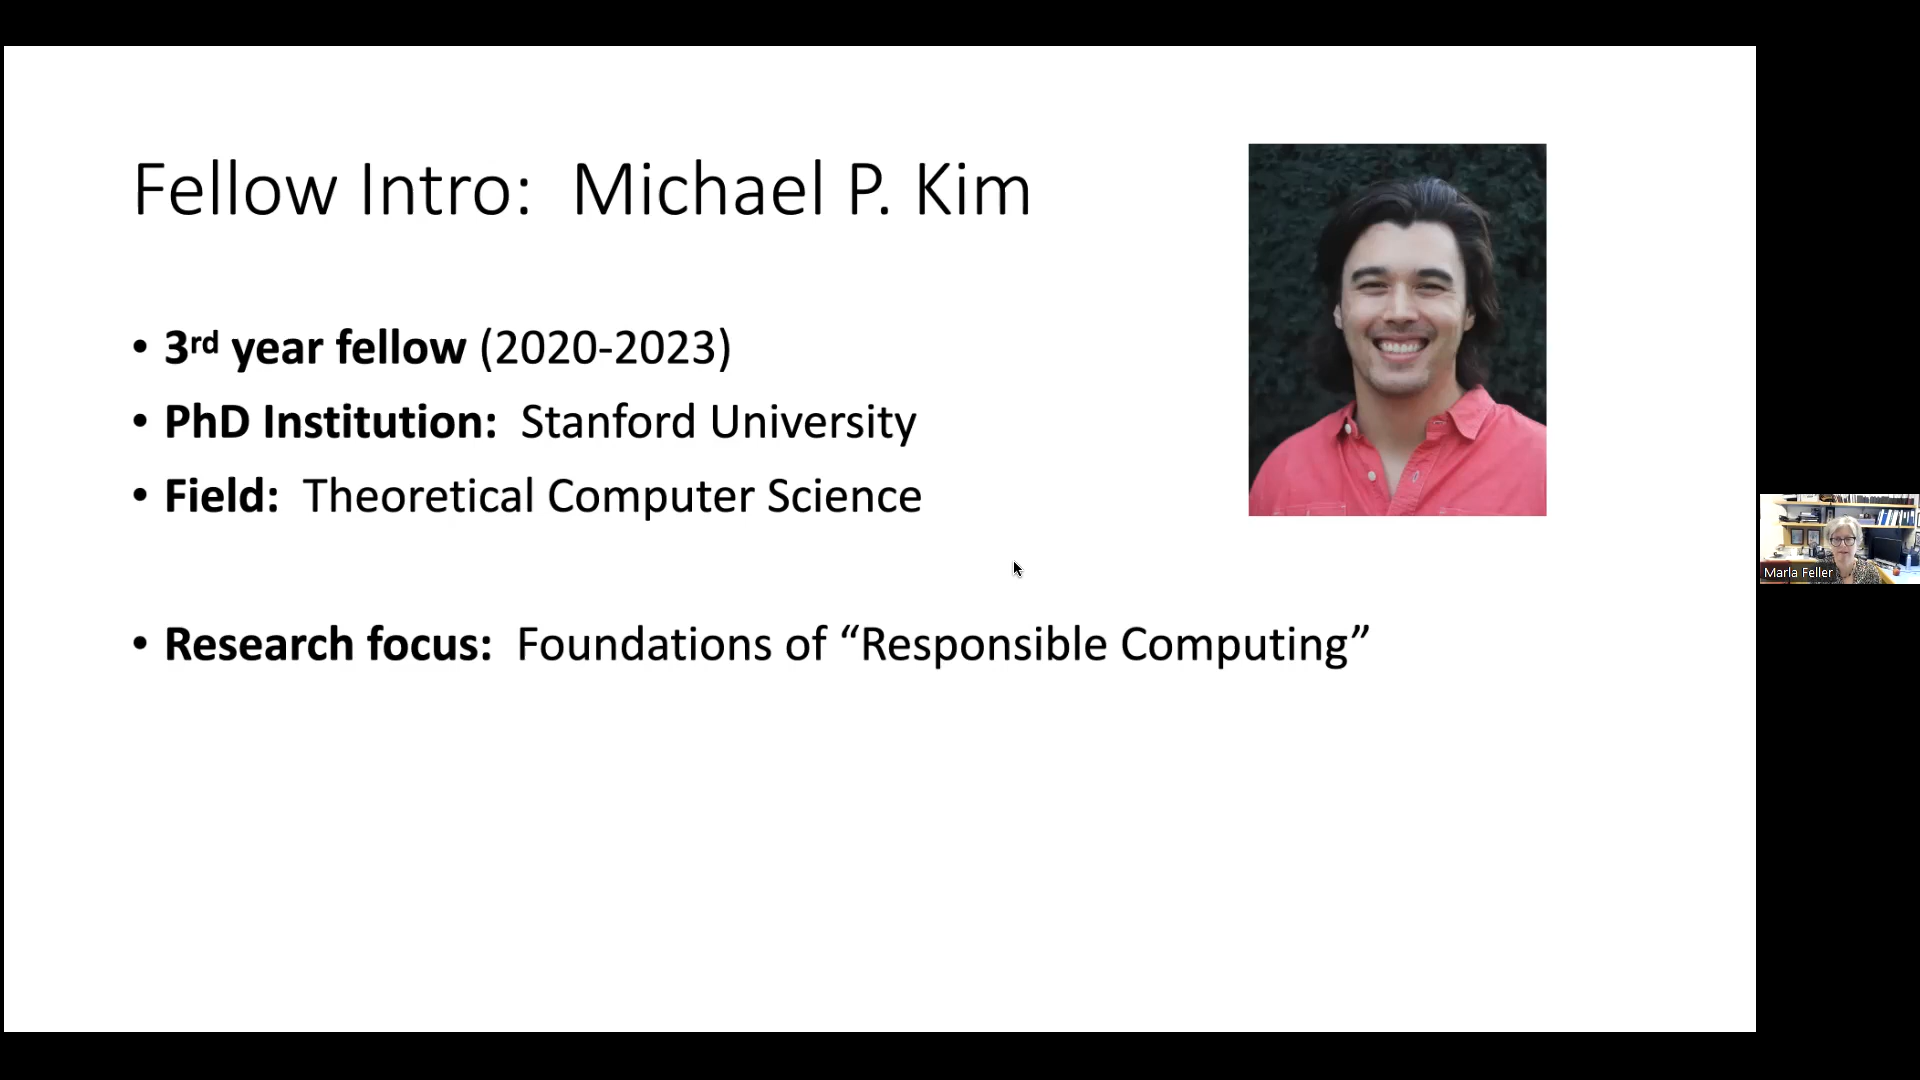 Fellow Intro: Michael P. Kim
• 3rd year fellow (2020-2023)
• PhD Institution: Stanford University
• Field: Theoretical Computer Science
• Research focus: Foundations of “Responsible Computing”
Marla Feller